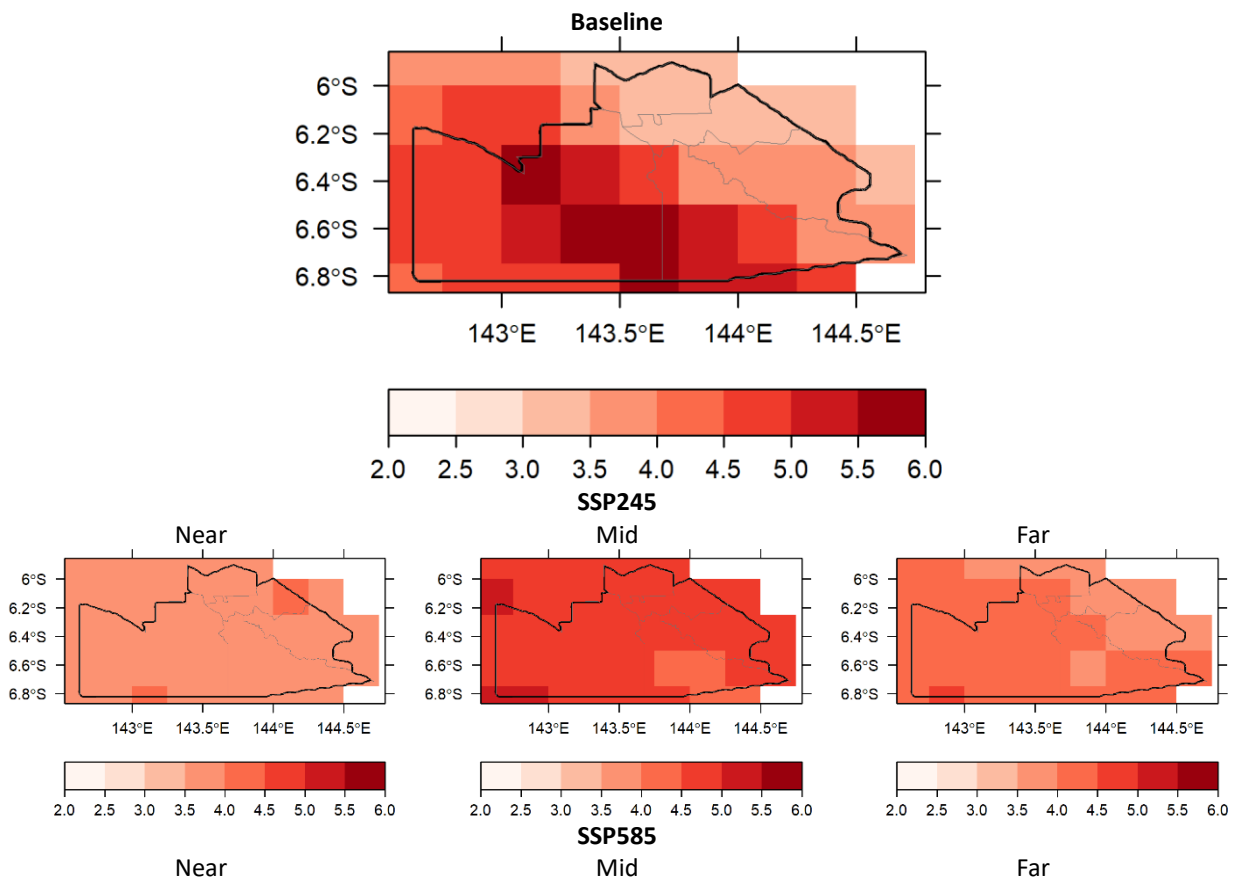 Baseline
6°S
6.2°S
6.4°S
6.6°S
6.8°S
143°E 143.5°E 144°E 144.5°E
2.0 2.5 3.0 3.5 4.0 4.5 5.0 5.5 6.0
SSP245
Near Mid Far
6°S 6°S 6°S
6.2°S 6.2°S 6.2°S
6.4°S 6.4°S 6.4°S
6.6°S 6.6°S 6.6°S
6.8°S 6.8°S 6.8°S
143°E 143.5°E 144°E 144.5°E 143°E 143.5°E 144°E 144.5°E 143°E 143.5°E 144°E 144.5°E
2.0 2.5 3.0 3.5 4.0 4.5 5.0 5.5 6.0 2.0 2.5 3.0 3.5 4.0 4.5 5.0 5.5 6.0 2.0 2.5 3.0 3.5 4.0 4.5 5.0 5.5 6.0
SSP585
Near Mid Far